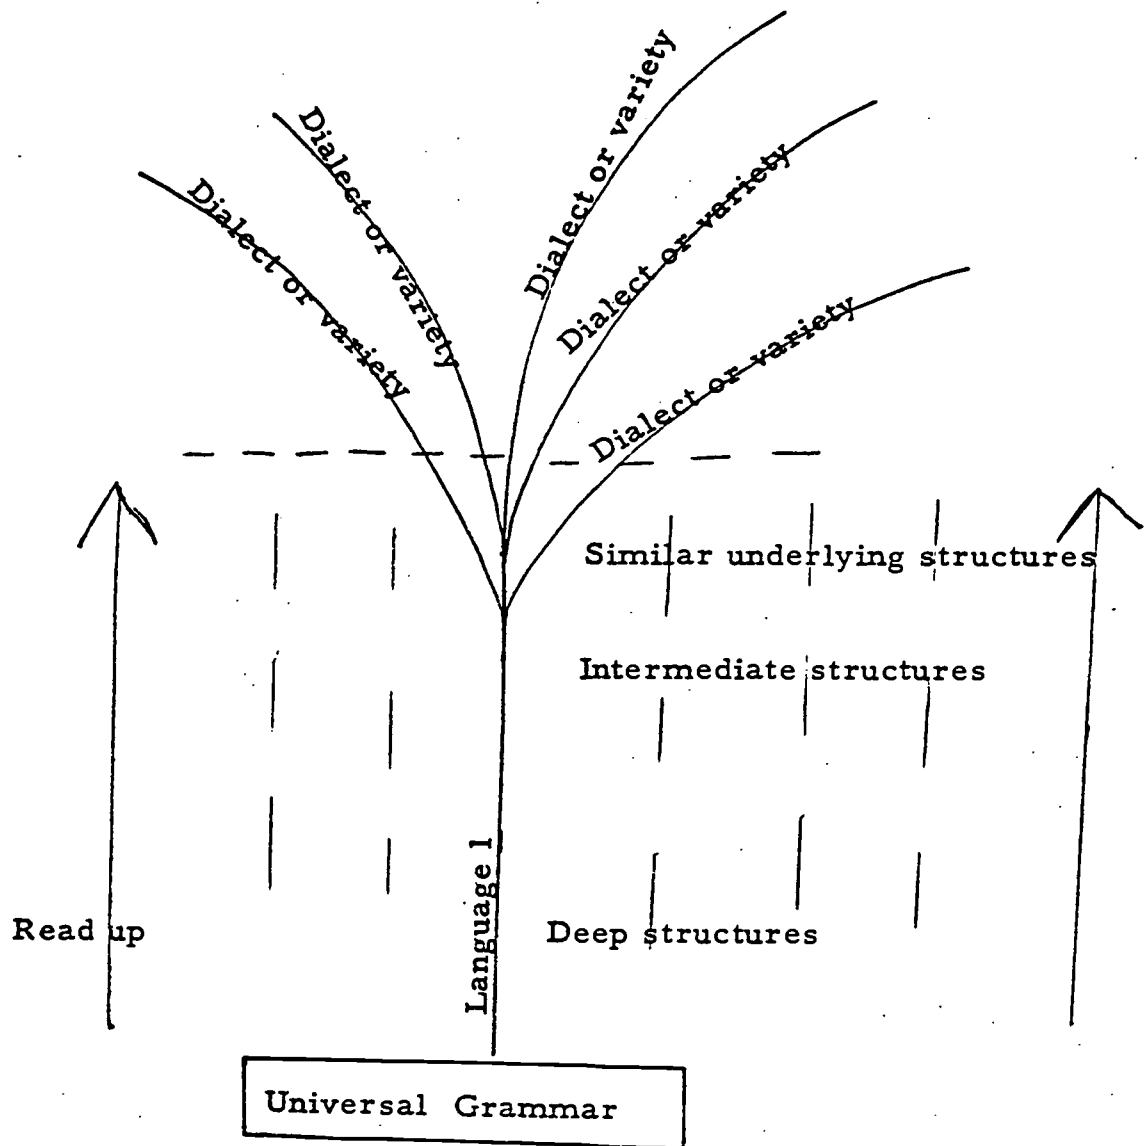 Dialect or variety
Dialect or variety
Dialect or variety
Dialect or variety
Dialect or variety
Similar underlying structures
Intermediate structures
Read up
Language 1
Deep structures
Universal Grammar